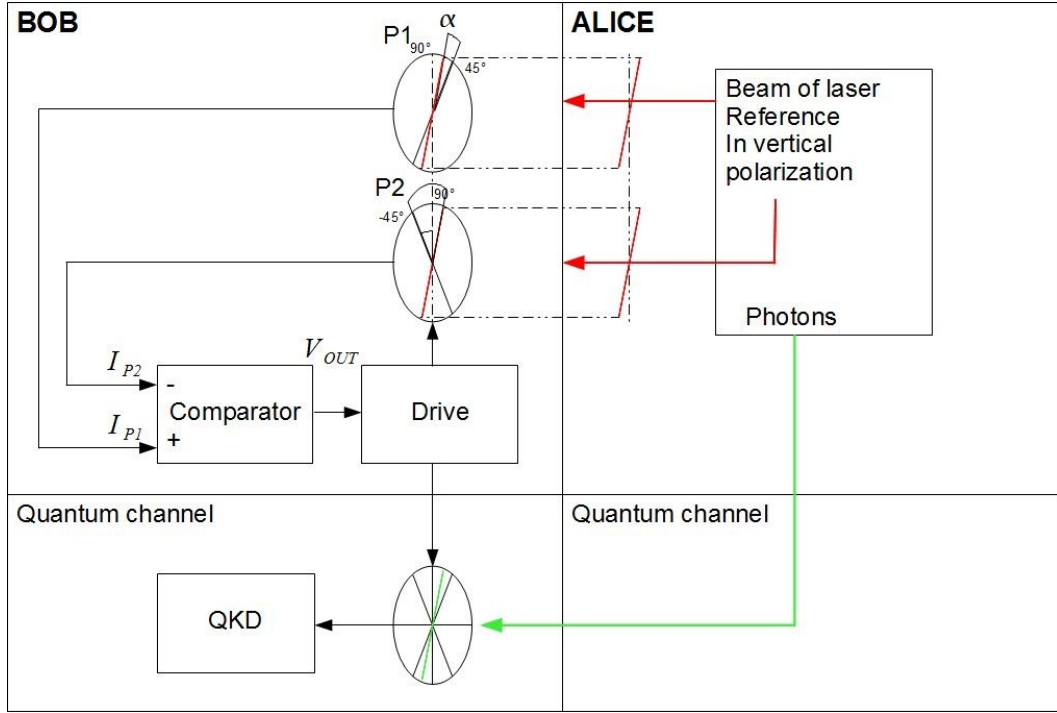 BOB
ALICE
α
P1
90°
45°
Beam of laser
Reference
In vertical
polarization
P2
90°
-45°
Photons
V OUT
I P2
-
Comparator
Drive
I P1
+
Quantum channel
Quantum channel
QKD